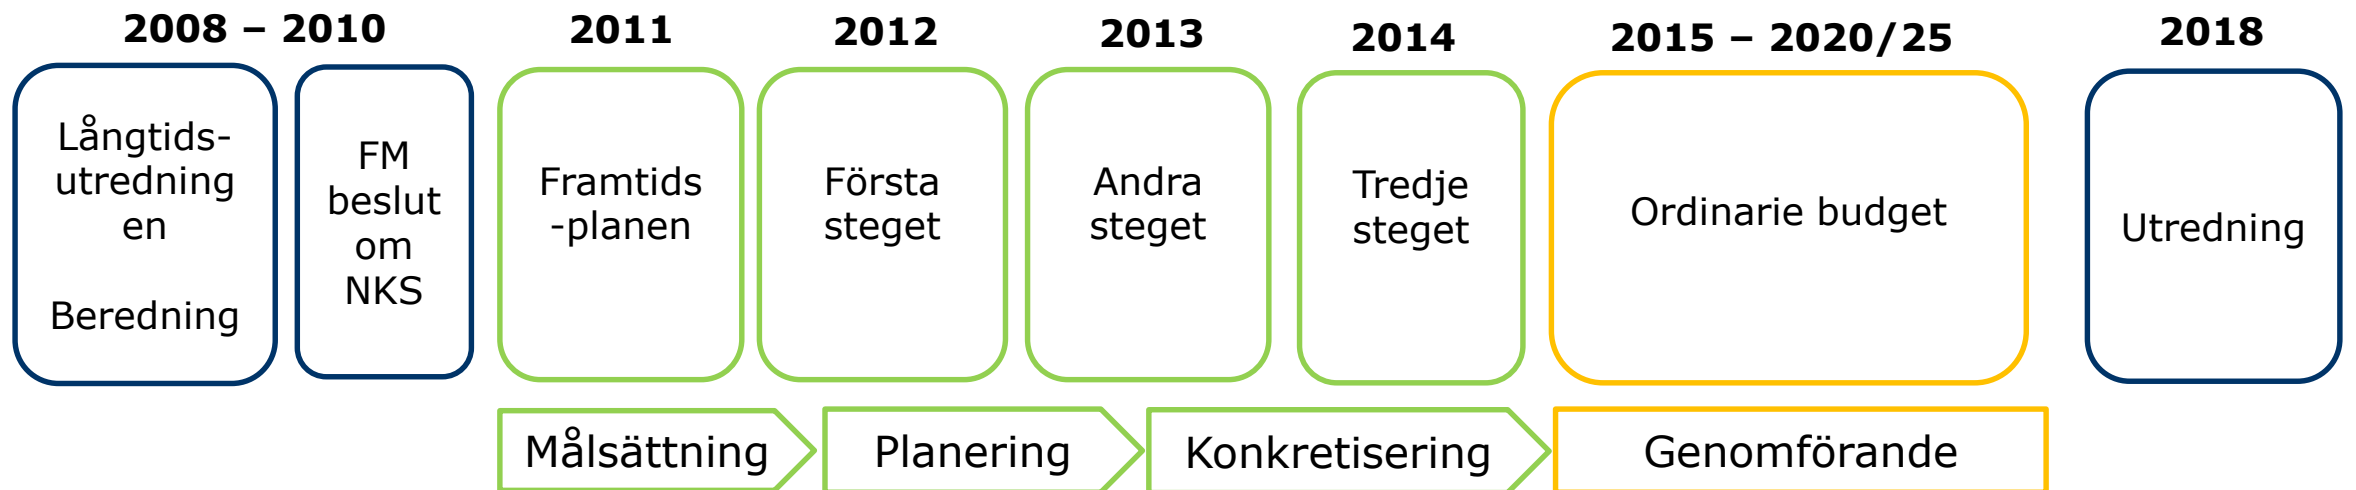 2008 – 2010
2011
2012
2013
2014
2015 – 2020/25
2018
Långtids-
utredning
en
Beredning
FM
beslut
om
NKS
Framtids
-planen
Första
steget
Andra
steget
Tredje
steget
Ordinarie budget
Utredning
Målsättning
Planering
Konkretisering
Genomförande